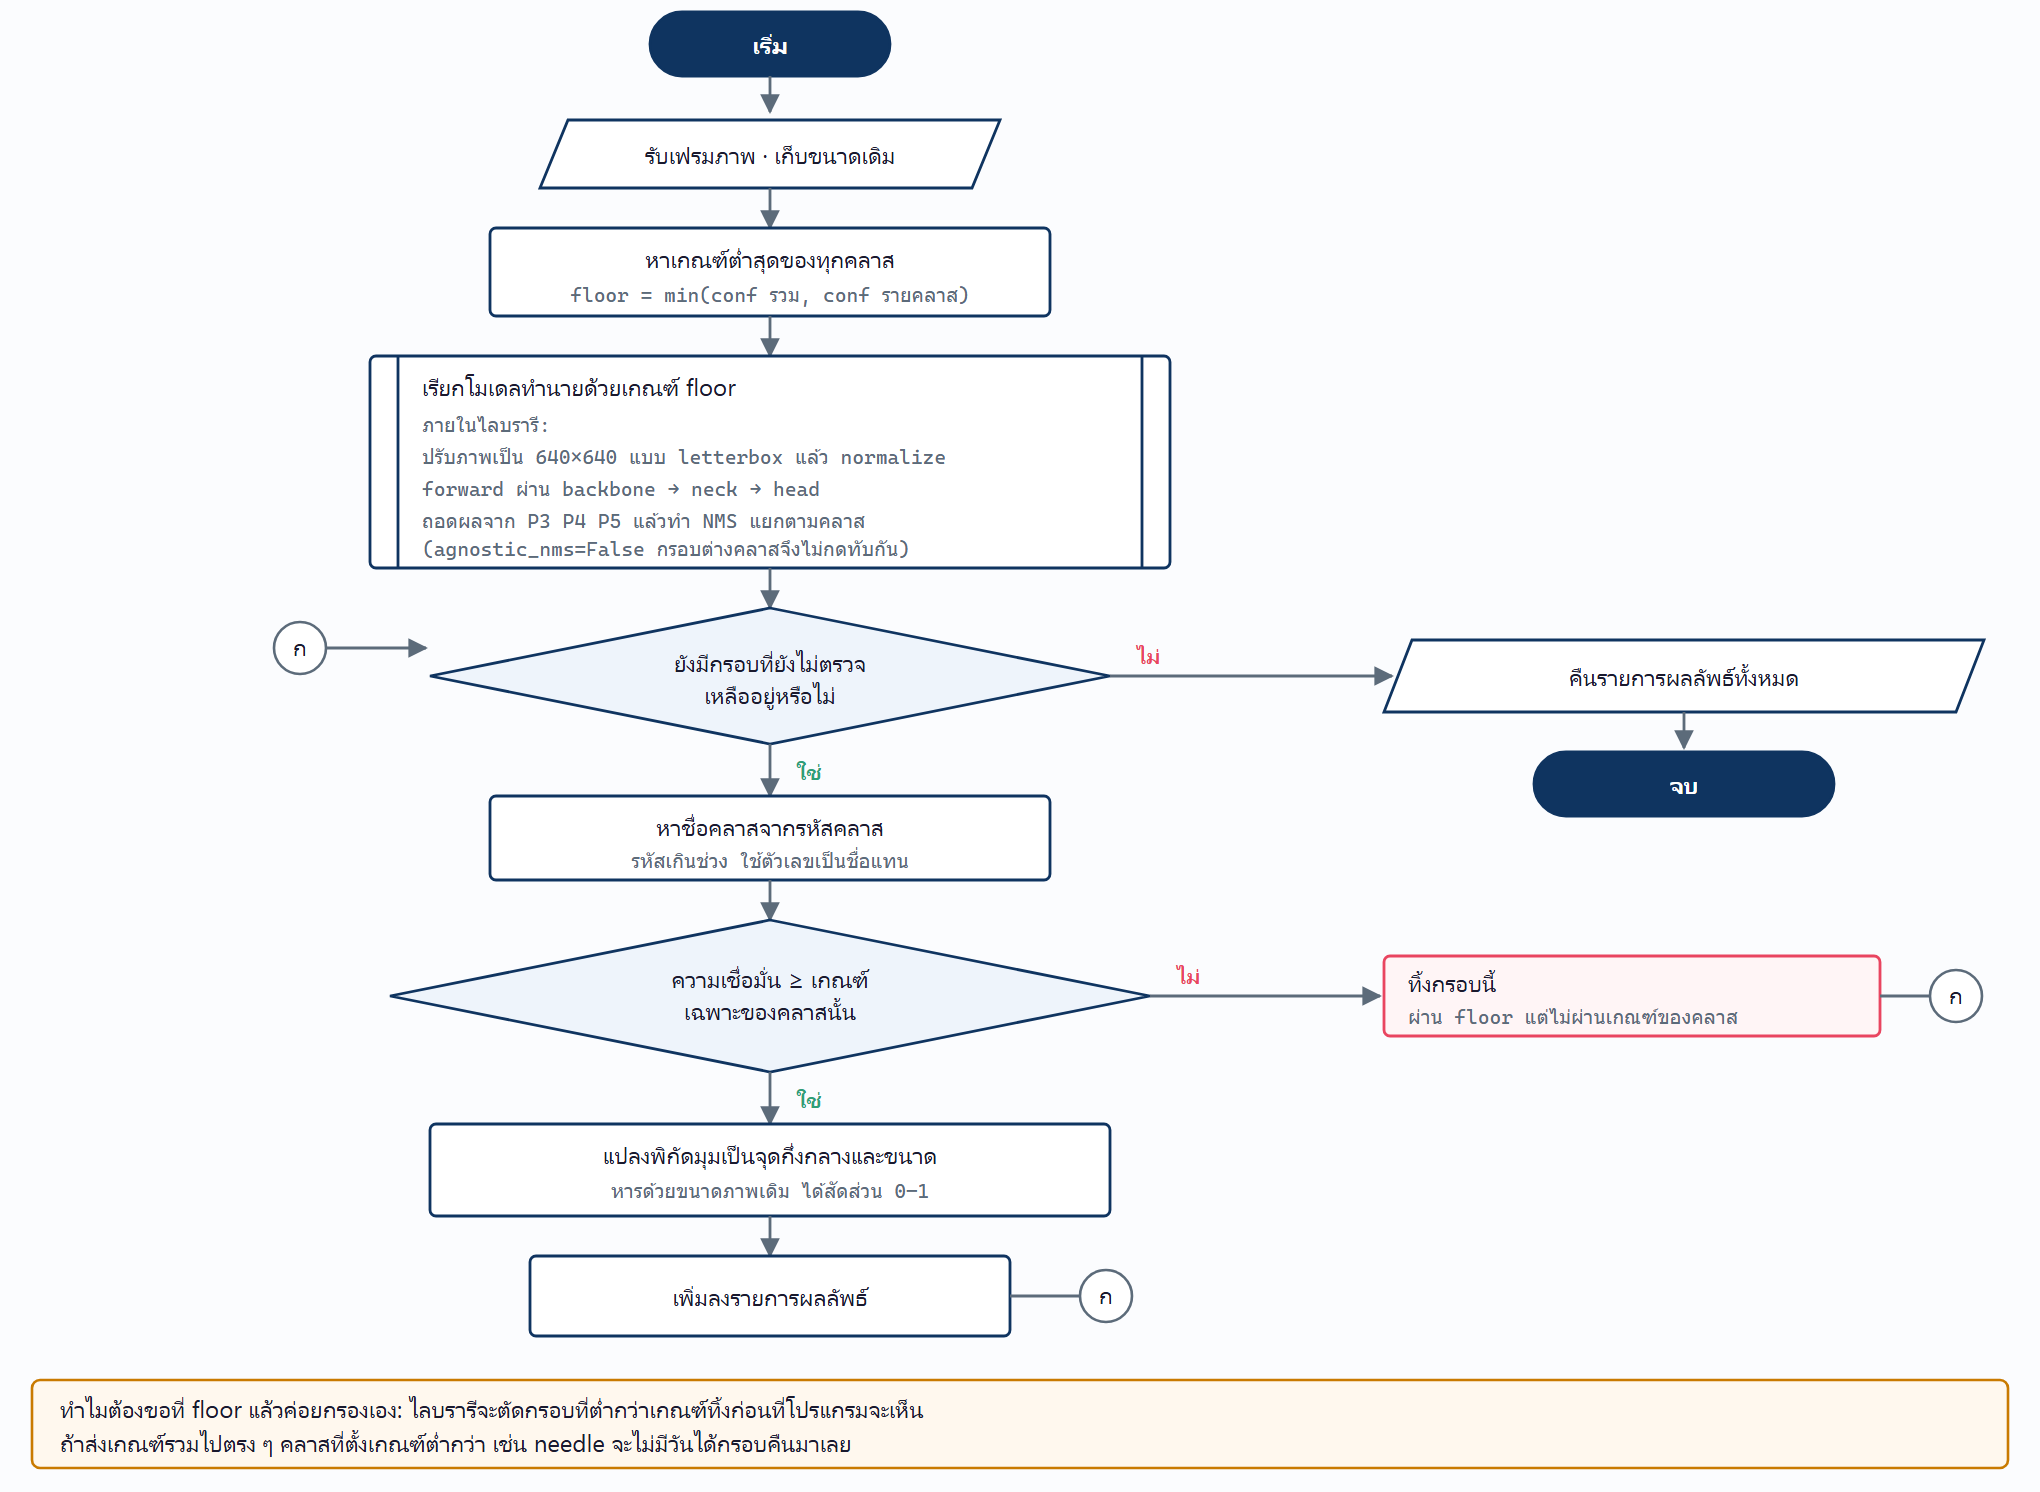 เริ่ม
รับเฟรมภาพ · เก็บขนาดเดิม
หาเกณฑ์ต่ำสุดของทุกคลาส
floor = min(conf รวม, conf รายคลาส)
เรียกโมเดลทำนายด้วยเกณฑ์ floor
ภายในไลบรารี:
ปรับภาพเป็น 640×640 แบบ letterbox แล้ว normalize
forward ผ่าน backbone → neck → head
ถอดผลจาก P3 P4 P5 แล้วทำ NMS แยกตามคลาส
(agnostic_nms=False กรอบต่างคลาสจึงไม่กดทับกัน)
ก
ยังมีกรอบที่ยังไม่ตรวจ
เหลืออยู่หรือไม่
ไม่
คืนรายการผลลัพธ์ทั้งหมด
จบ
ใช่
หาชื่อคลาสจากรหัสคลาส
รหัสเกินช่วง ใช้ตัวเลขเป็นชื่อแทน
ความเชื่อมั่น ≥ เกณฑ์
เฉพาะของคลาสนั้น
ไม่
ทิ้งกรอบนี้
ผ่าน floor แต่ไม่ผ่านเกณฑ์ของคลาส
ก
ใช่
แปลงพิกัดมุมเป็นจุดกึ่งกลางและขนาด
หารด้วยขนาดภาพเดิม ได้สัดส่วน 0–1
เพิ่มลงรายการผลลัพธ์
ก
ทำไมต้องขอที่ floor แล้วค่อยกรองเอง: ไลบรารีจะตัดกรอบที่ต่ำกว่าเกณฑ์ทิ้งก่อนที่โปรแกรมจะเห็น
ถ้าส่งเกณฑ์รวมไปตรง ๆ คลาสที่ตั้งเกณฑ์ต่ำกว่า เช่น needle จะไม่มีวันได้กรอบคืนมาเลย